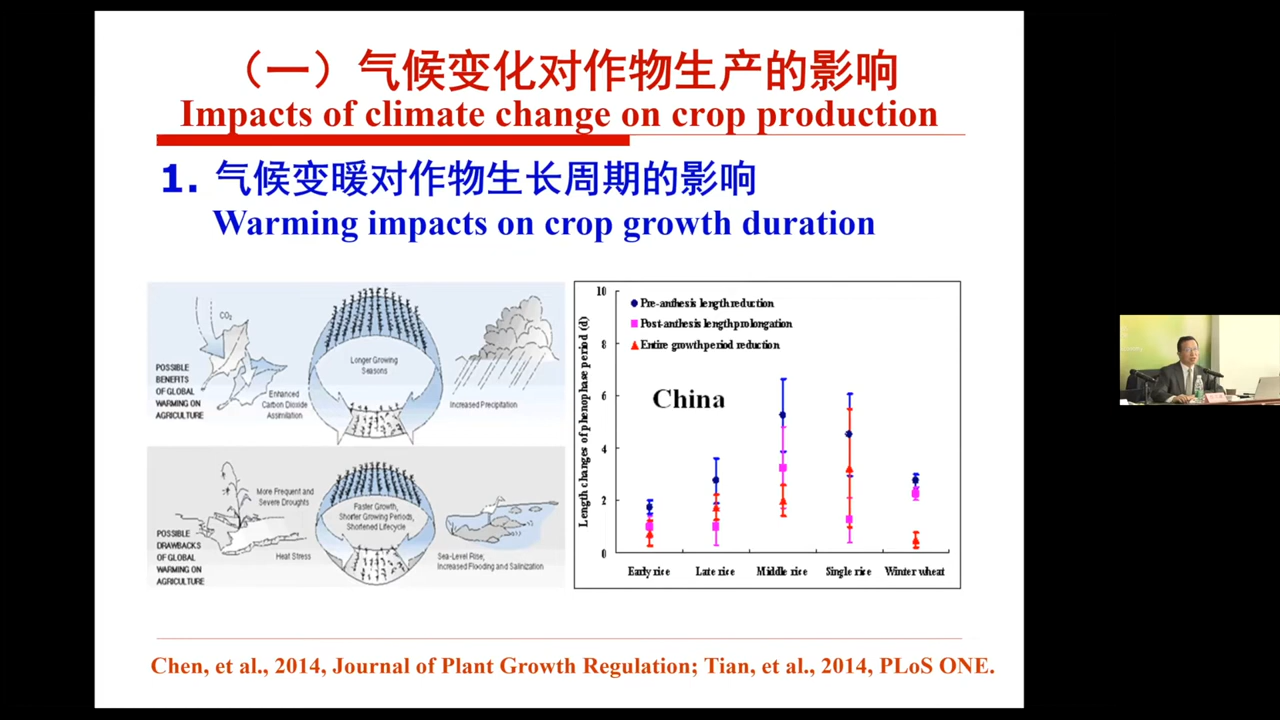 （一）气候变化对作物生产的影响
Impacts of climate change on crop production
1. 气候变暖对作物生长周期的影响
Warming impacts on crop growth duration
CO₂
POSSIBLE
BENEFITS
OF GLOBAL
WARMING ON
AGRICULTURE
Enhanced
Carbon Dioxide
Assimilation
Longer Growing
Seasons
Increased Precipitation
POSSIBLE
DRAWBACKS
OF GLOBAL
WARMING ON
AGRICULTURE
More Frequent and
Severe Droughts
Heat Stress
Faster Growth,
Shorter Growing Periods,
Shortened Lifecycle
Sea-Level Rise,
Increased Flooding and Salinization
Length changes of phenophase period (d)
10
8
6
4
2
0
Pre-anthesis length reduction
Post-anthesis length prolongation
Entire growth period reduction
China
Early rice
Late rice
Middle rice
Single rice
Winter wheat
Chen, et al., 2014, Journal of Plant Growth Regulation; Tian, et al., 2014, PLoS ONE.